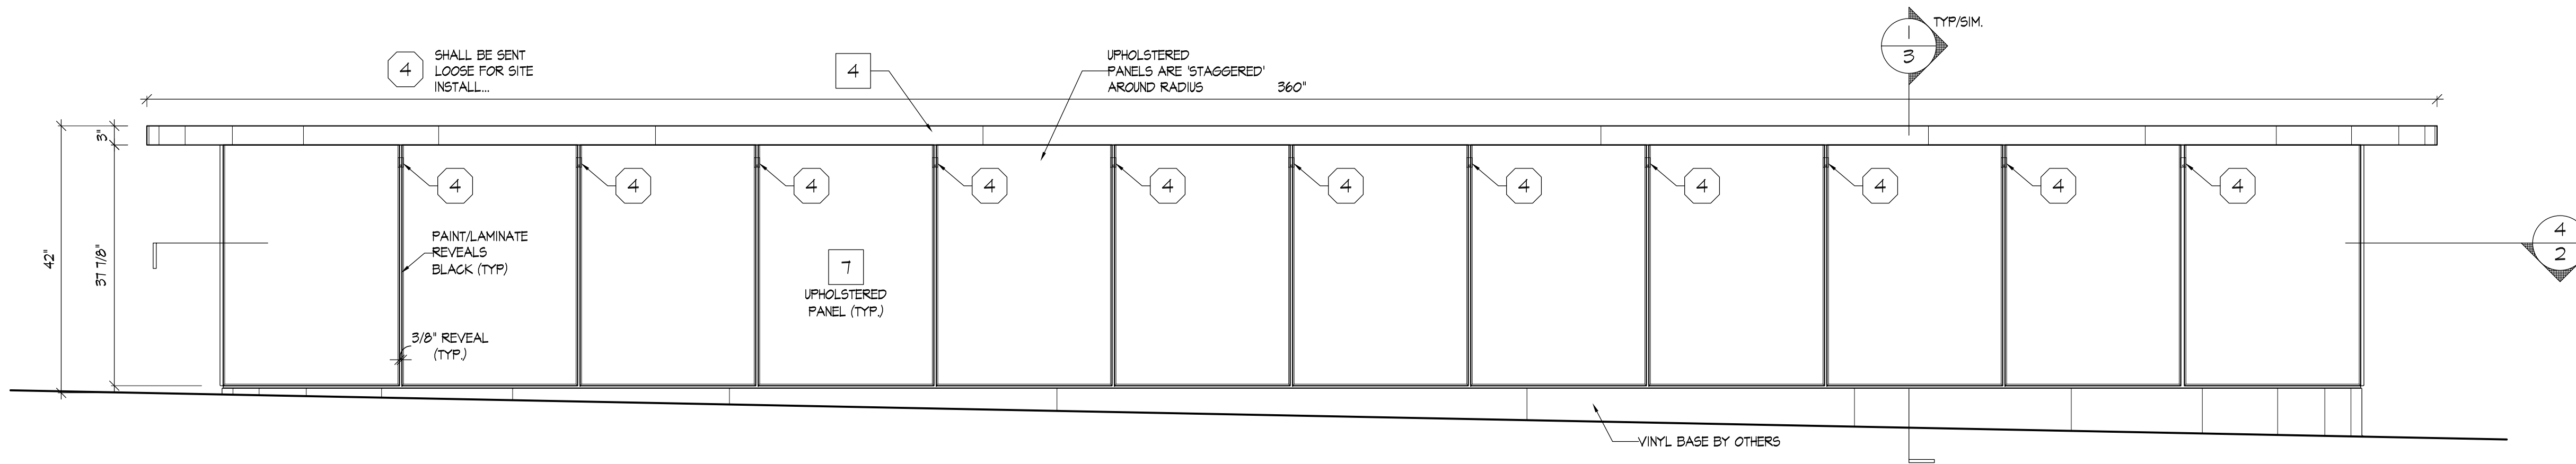 TYP/SIM.
1
3
4
SHALL BE SENT
LOOSE FOR SITE
INSTALL...
4
UPHOLSTERED
PANELS ARE 'STAGGERED'
AROUND RADIUS
360"
3"
4
4
4
4
4
4
4
4
4
4
4
42"
37 7/8"
PAINT/LAMINATE
REVEALS
BLACK (TYP)
7
UPHOLSTERED
PANEL (TYP.)
3/8" REVEAL
(TYP.)
4
2
VINYL BASE BY OTHERS